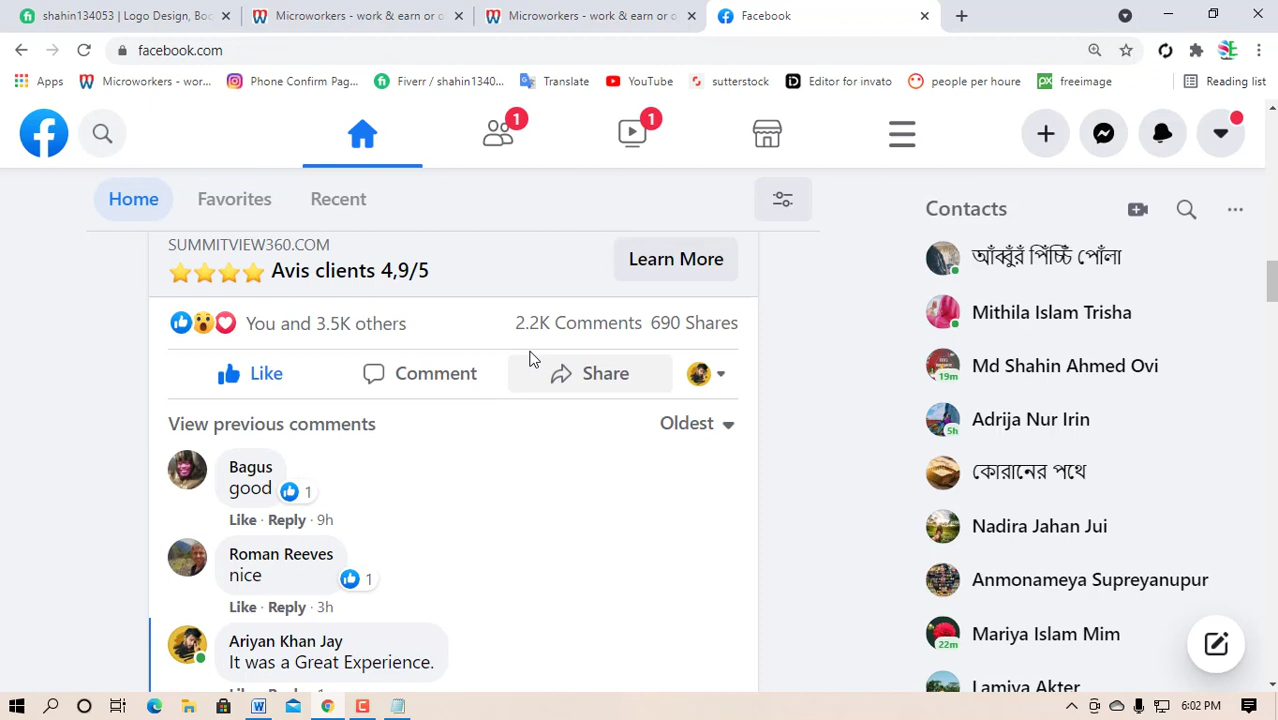 shahin134053 | Logo Design, Boo
Microworkers - work & earn or o
Microworkers - work & earn or o
Facebook
facebook.com
Apps
Microworkers - wor...
Phone Confirm Pag...
Fiverr / shahin1340...
Translate
YouTube
shutterstock
Editor for invato
people per houre
freeimage
Reading list
1
1
Home
Favorites
Recent
SUMMITVIEW360.COM
Avis clients 4,9/5
Learn More
You and 3.5K others
2.2K Comments 690 Shares
Like
Comment
Share
View previous comments
Oldest
Bagus
good
1
Like · Reply · 9h
Roman Reeves
nice
1
Like · Reply · 3h
Ariyan Khan Jay
It was a Great Experience.
Contacts
আঁব্বুঁরঁ পিঁচ্চিঁ পোঁলা
Mithila Islam Trisha
Md Shahin Ahmed Ovi
19m
Adrija Nur Irin
5h
কোরানের পথে
Nadira Jahan Jui
Anmonameya Supreyanupur
Mariya Islam Mim
22m
Lamiya Akter
6:02 PM